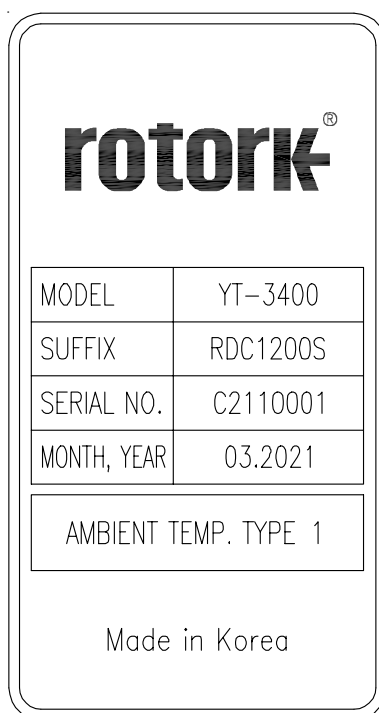 rotork®
MODEL YT-3400
SUFFIX RDC1200S
SERIAL NO. C2110001
MONTH, YEAR 03.2021
AMBIENT TEMP. TYPE 1
Made in Korea